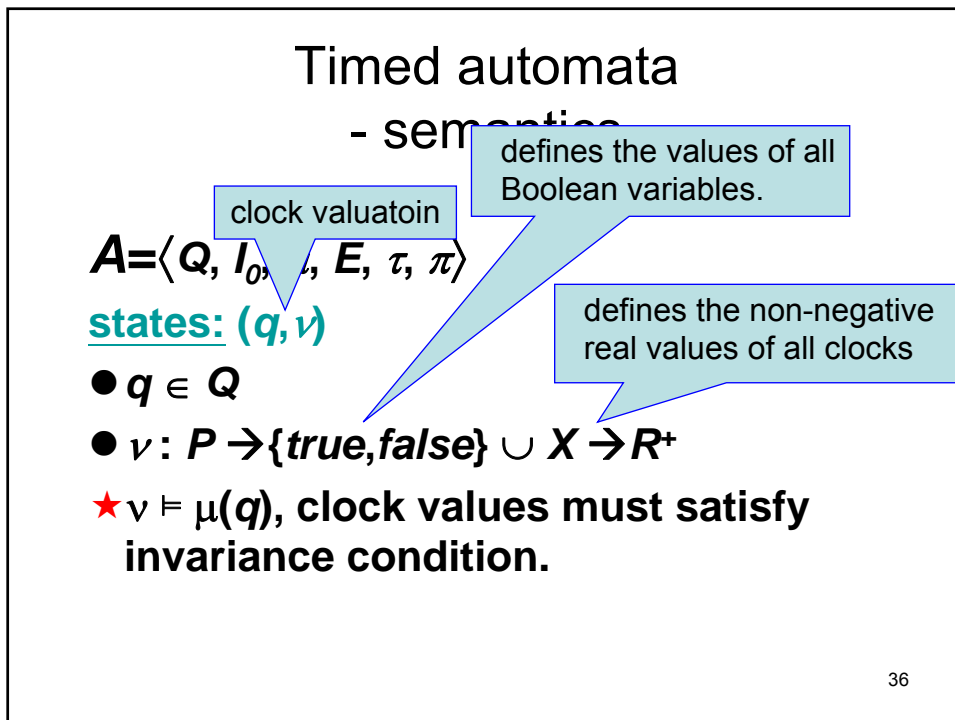 Timed automata
- semantics
defines the values of all
Boolean variables.
clock valuatoin
A=⟨Q, I₀, , E, τ, π⟩
defines the non-negative
real values of all clocks
states: (q,ν)
● q ∈ Q
● ν : P →{true,false} ∪ X →R⁺
★ν ⊨ μ(q), clock values must satisfy
invariance condition.
36